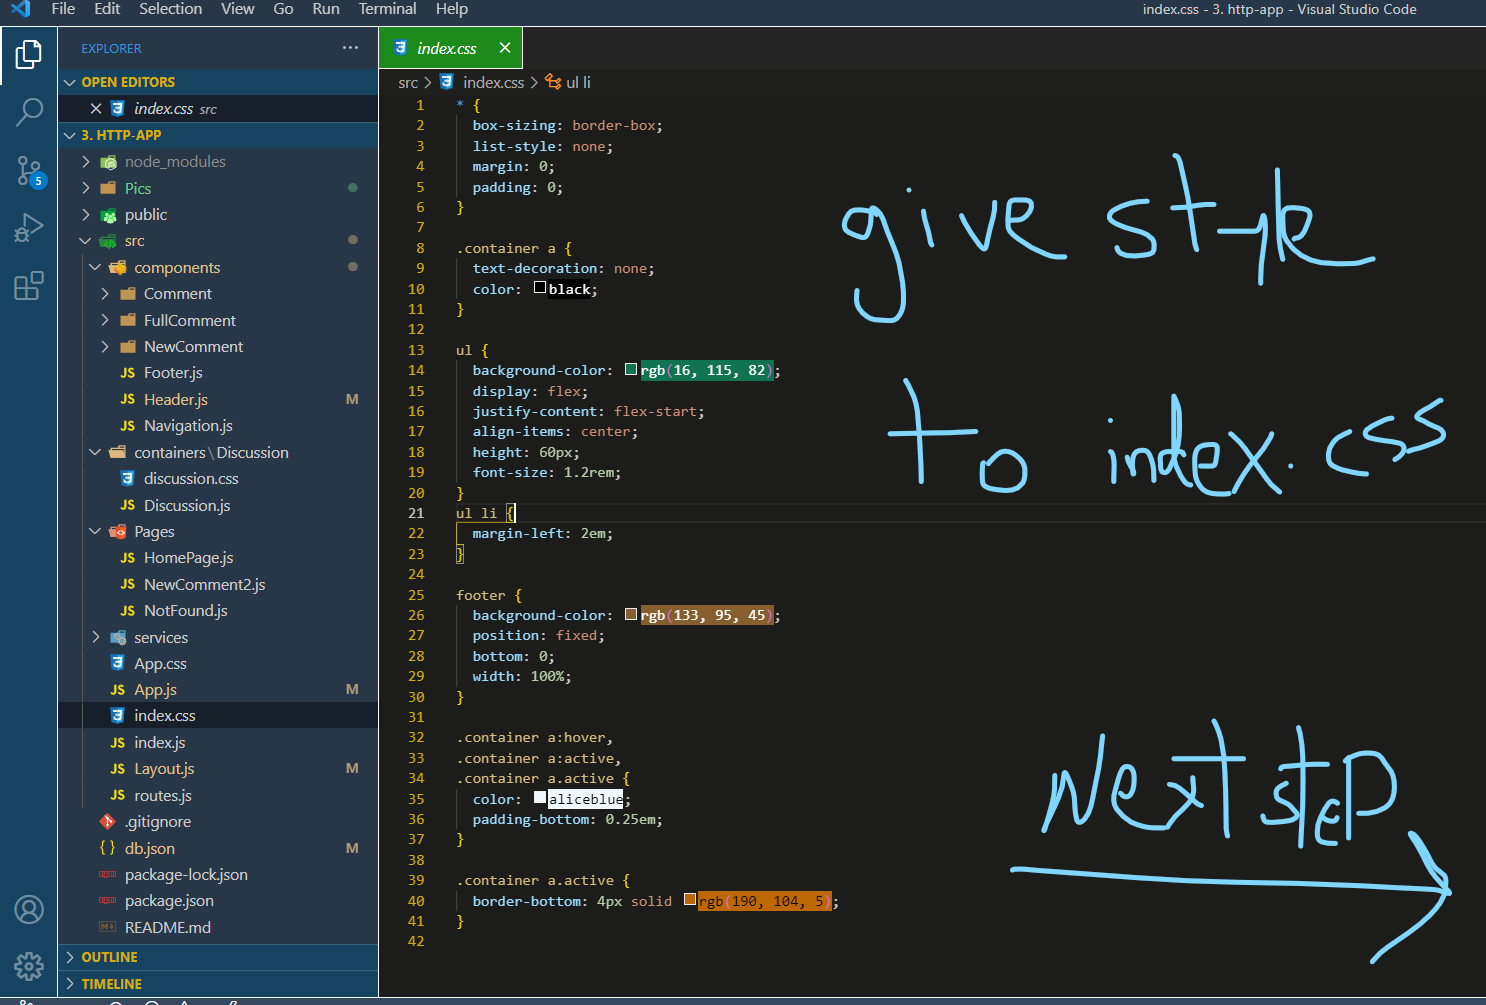 File Edit Selection View Go Run Terminal Help
index.css - 3. http-app - Visual Studio Code
EXPLORER
OPEN EDITORS
index.css src
3. HTTP-APP
node_modules
Pics
public
src
components
Comment
FullComment
NewComment
Footer.js
Header.js M
Navigation.js
containers\Discussion
discussion.css
Discussion.js
Pages
HomePage.js
NewComment2.js
NotFound.js
services
App.css
App.js M
index.css
index.js
Layout.js M
routes.js
.gitignore
db.json M
package-lock.json
package.json
README.md
OUTLINE
TIMELINE
5
index.css
src > index.css > ul li
1 * {
2 box-sizing: border-box;
3 list-style: none;
4 margin: 0;
5 padding: 0;
6 }
7
8 .container a {
9 text-decoration: none;
10 color: black;
11 }
12
13 ul {
14 background-color: rgb(16, 115, 82);
15 display: flex;
16 justify-content: flex-start;
17 align-items: center;
18 height: 60px;
19 font-size: 1.2rem;
20 }
21 ul li {
22 margin-left: 2em;
23 }
24
25 footer {
26 background-color: rgb(133, 95, 45);
27 position: fixed;
28 bottom: 0;
29 width: 100%;
30 }
31
32 .container a:hover,
33 .container a:active,
34 .container a.active {
35 color: aliceblue;
36 padding-bottom: 0.25em;
37 }
38
39 .container a.active {
40 border-bottom: 4px solid rgb(190, 104, 5);
41 }
42
give style
to index.css
Next step